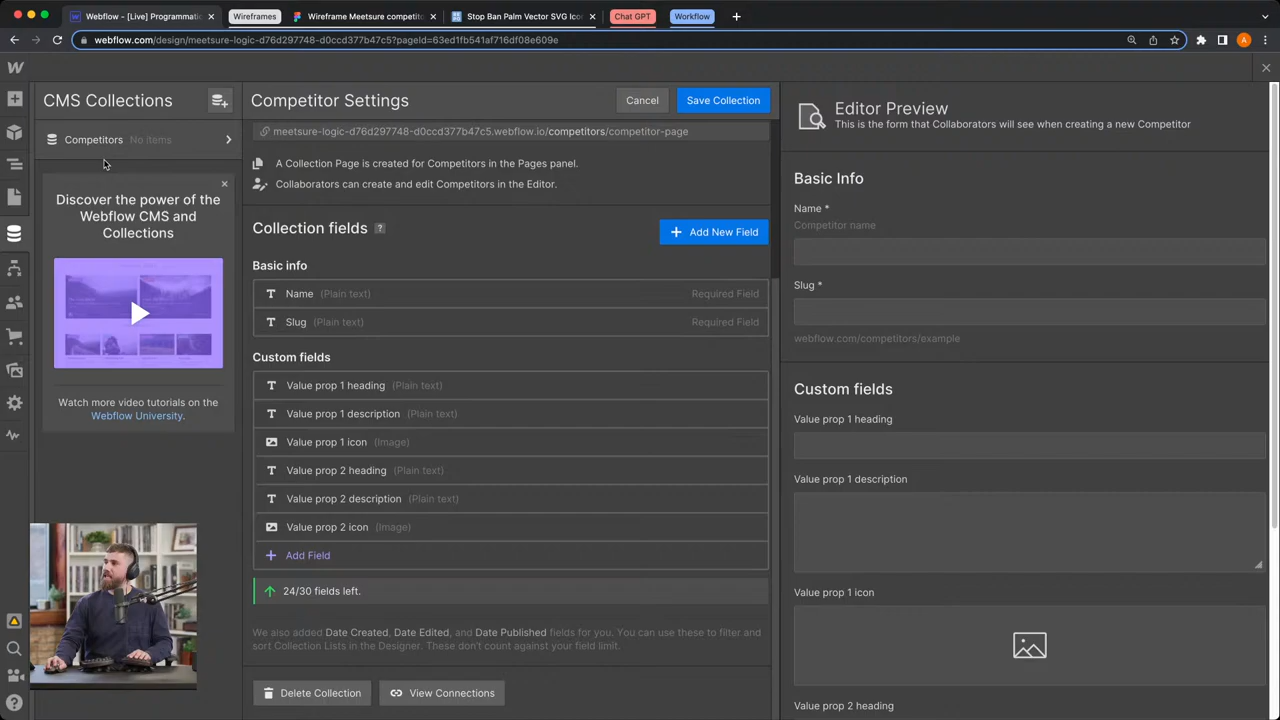 Webflow - [Live] Programmatic
Wireframes
Wireframe Meetsure competito
Stop Ban Palm Vector SVG Icon
Chat GPT
Workflow
webflow.com/design/meetsure-logic-d76d297748-d0ccd377b47c5?pageId=63ed1fb541af716df08e609e
A
CMS Collections
Competitors No items
Discover the power of the
Webflow CMS and
Collections
Watch more video tutorials on the
Webflow University.
Competitor Settings
Cancel
Save Collection
meetsure-logic-d76d297748-d0ccd377b47c5.webflow.io/competitors/competitor-page
A Collection Page is created for Competitors in the Pages panel.
Collaborators can create and edit Competitors in the Editor.
Collection fields ?
Add New Field
Basic info
Name (Plain text) Required Field
Slug (Plain text) Required Field
Custom fields
Value prop 1 heading (Plain text)
Value prop 1 description (Plain text)
Value prop 1 icon (Image)
Value prop 2 heading (Plain text)
Value prop 2 description (Plain text)
Value prop 2 icon (Image)
Add Field
24/30 fields left.
We also added Date Created, Date Edited, and Date Published fields for you. You can use these to filter and
sort Collection Lists in the Designer. These don't count against your field limit.
Delete Collection
View Connections
Editor Preview
This is the form that Collaborators will see when creating a new Competitor
Basic Info
Name *
Competitor name
Slug *
webflow.com/competitors/example
Custom fields
Value prop 1 heading
Value prop 1 description
Value prop 1 icon
Value prop 2 heading